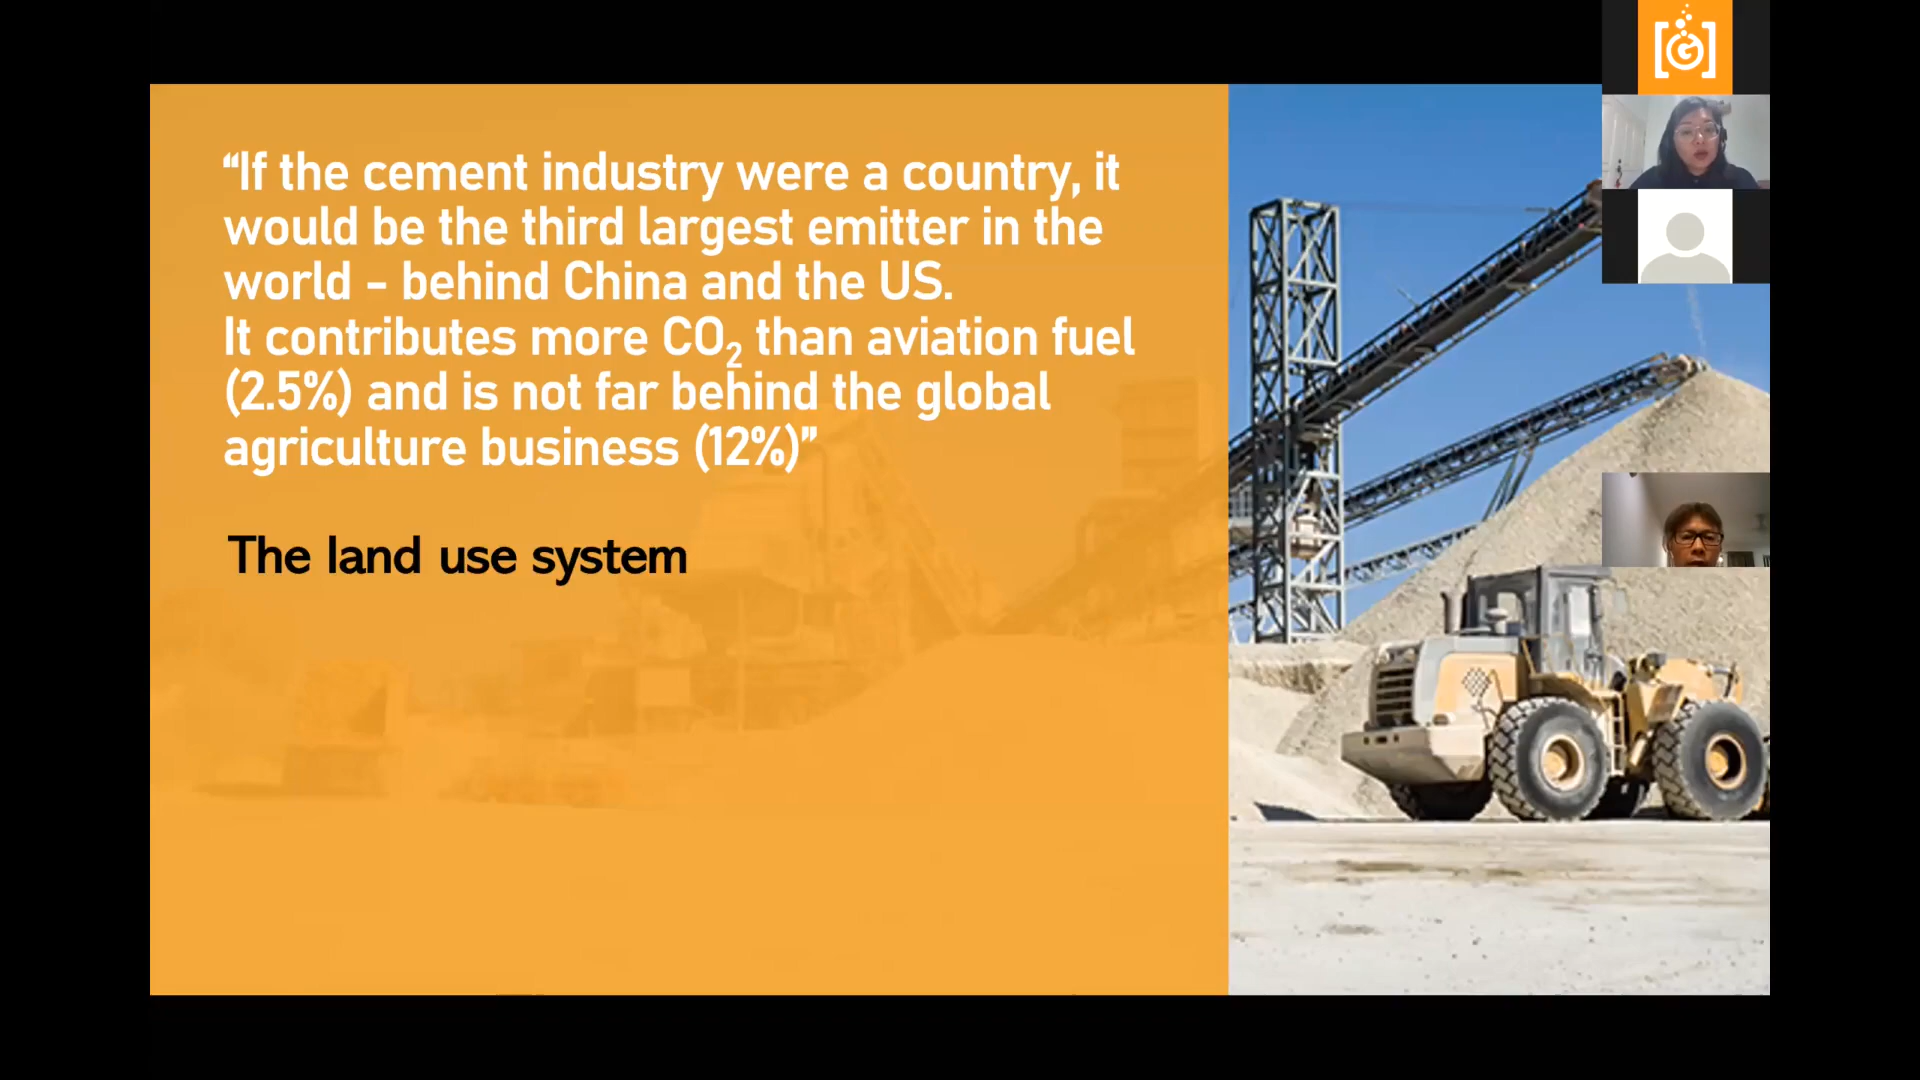 “If the cement industry were a country, it
would be the third largest emitter in the
world - behind China and the US.
It contributes more CO₂ than aviation fuel
(2.5%) and is not far behind the global
agriculture business (12%)”
The land use system
[G]